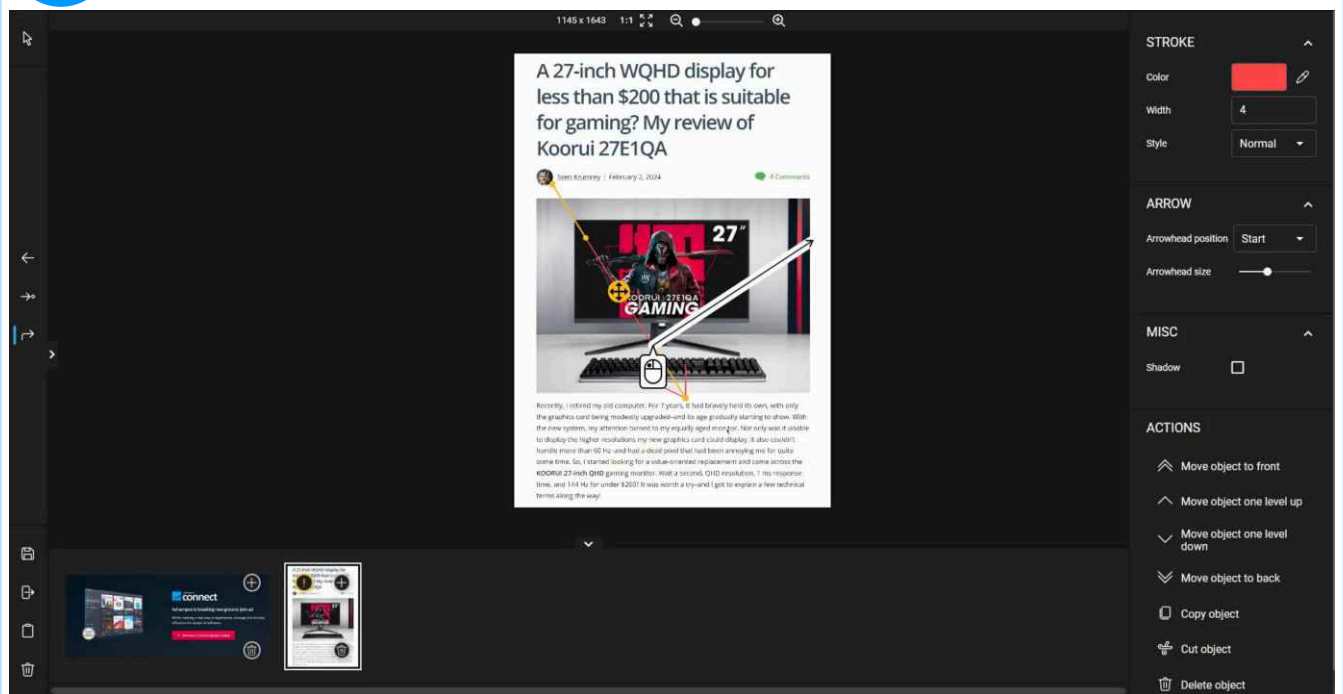 1145 x 1643 1:1
A 27-inch WQHD display for
less than $200 that is suitable
for gaming? My review of
Koorui 27E1QA
Sven Krumrey | February 2, 2024
4 Comments
27"
KOORUI 27E1QA
GAMING
Recently, I retired my old computer. For 7 years, it had bravely held its own, with only
the graphics card being modestly upgraded–and its age gradually starting to show. With
the new system, my attention turned to my equally aged monitor. Not only was it unable
to display the higher resolutions my new graphics card could display, it also couldn't
handle more than 60 Hz–and had a dead pixel that had been annoying me for quite
some time. So, I started looking for a value-oriented replacement and came across the
KOORUI 27-inch QHD gaming monitor. Wait a second, QHD resolution, 1 ms response
time, and 144 Hz for under $200? It was worth a try–and I got to explain a few technical
terms along the way!
connect
STROKE
Color
Width 4
Style Normal
ARROW
Arrowhead position Start
Arrowhead size
MISC
Shadow
ACTIONS
Move object to front
Move object one level up
Move object one level
down
Move object to back
Copy object
Cut object
Delete object